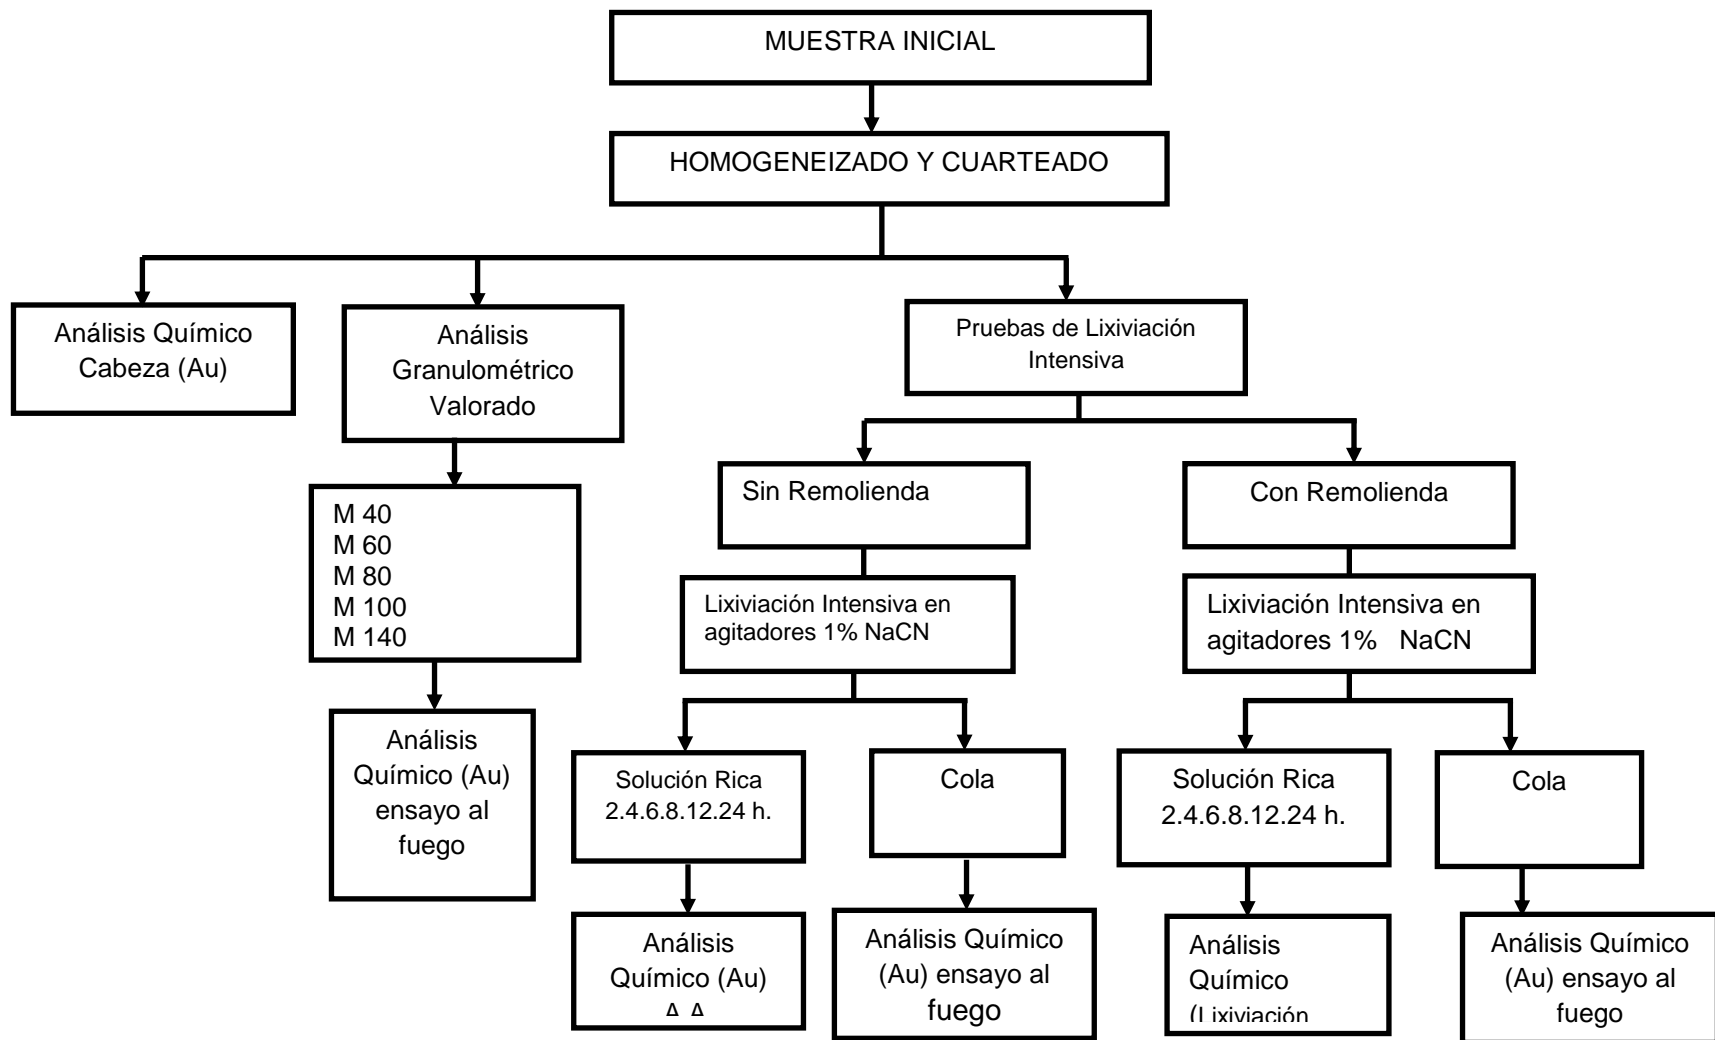 MUESTRA INICIAL
HOMOGENEIZADO Y CUARTEADO
Análisis Químico
Cabeza (Au)
Análisis
Granulométrico
Valorado
Pruebas de Lixiviación
Intensiva
Sin Remolienda
Con Remolienda
M 40
M 60
M 80
M 100
M 140
Lixiviación Intensiva en
agitadores 1% NaCN
Lixiviación Intensiva en
agitadores 1% NaCN
Análisis
Químico (Au)
ensayo al
fuego
Solución Rica
2.4.6.8.12.24 h.
Cola
Solución Rica
2.4.6.8.12.24 h.
Cola
Análisis
Químico (Au)
A A
Análisis Químico
(Au) ensayo al
fuego
Análisis
Químico
(Lixiviación
Análisis Químico
(Au) ensayo al
fuego